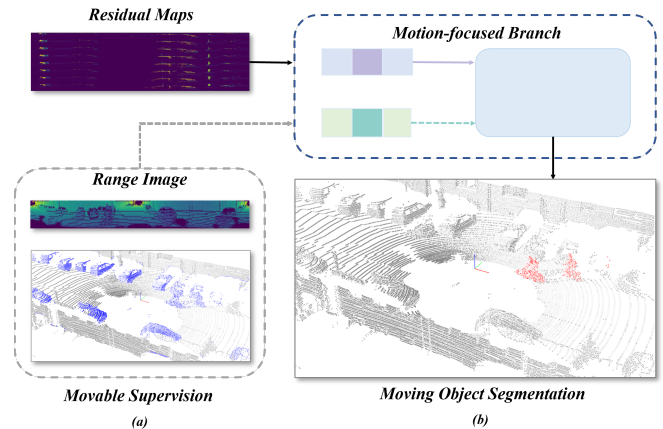 Residual Maps
Motion-focused Branch
Range Image
Movable Supervision
Moving Object Segmentation
(a)
(b)